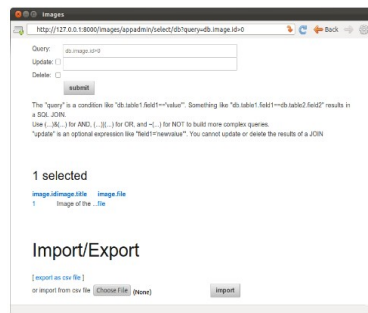 Images
http://127.0.0.1:8000/images/appadmin/select/db?query=db.image.id>0
Back
Query:
db.image.id>0
Update:
Delete:
submit
The "query" is a condition like "db.table1.field1=='value'". Something like "db.table1.field1==db.table2.field2" results in
a SQL JOIN.
Use (...)&(...) for AND, (...)|(...) for OR, and ~(...) for NOT to build more complex queries.
"update" is an optional expression like "field1='newvalue'". You cannot update or delete the results of a JOIN
1 selected
image.id image.title image.file
1 Image of the ... file
Import/Export
[ export as csv file ]
or import from csv file Choose File (None) import